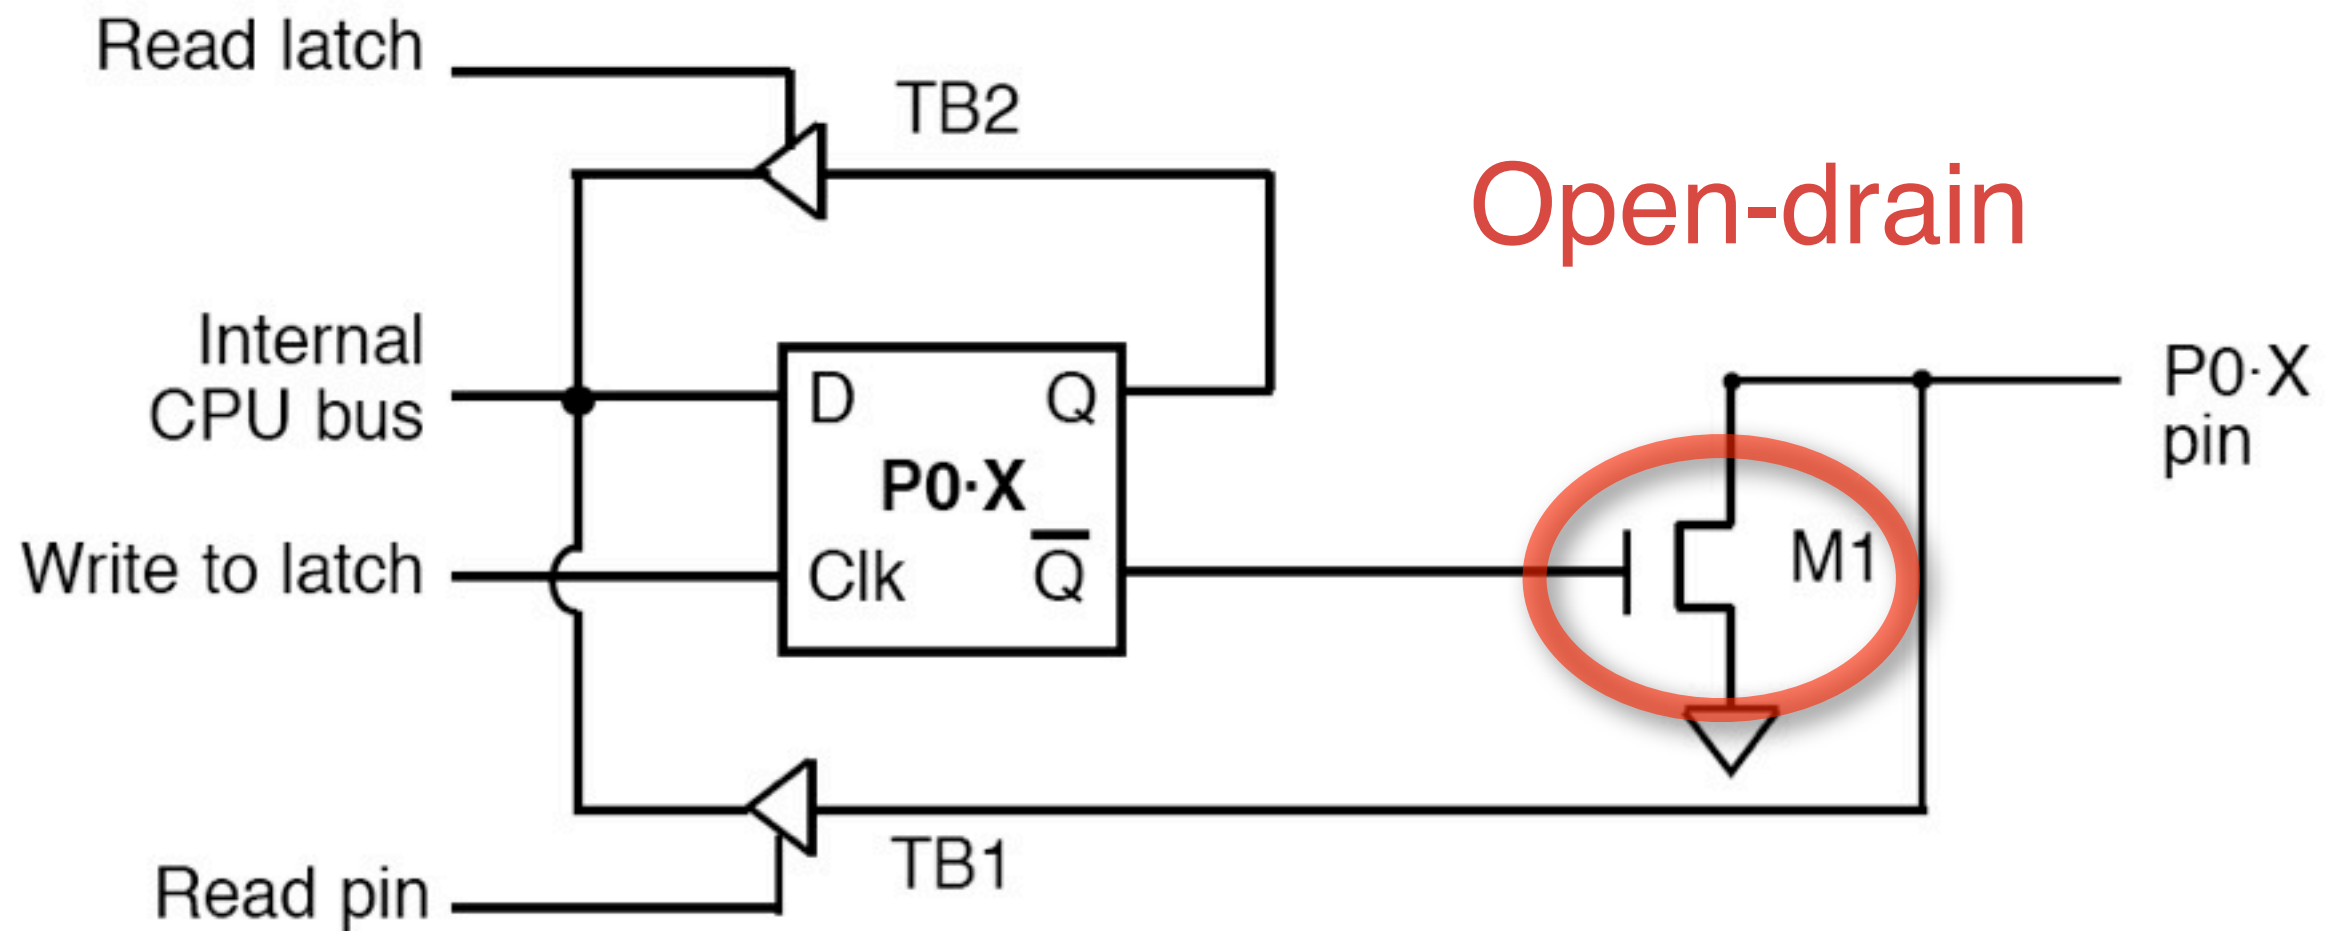 Read latch
TB2
Open-drain
Internal
CPU bus
D
Q
P0·X
pin
P0·X
M1
Write to latch
Clk
Q̅
TB1
Read pin